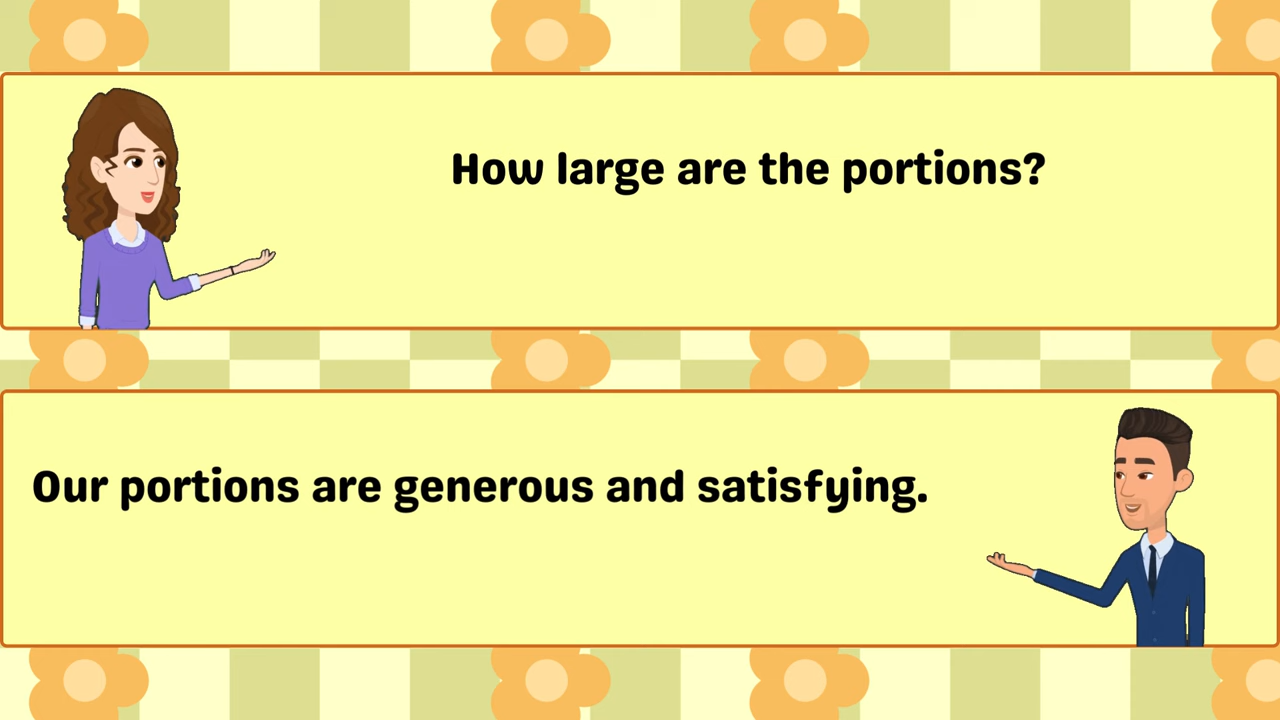 How large are the portions?
Our portions are generous and satisfying.